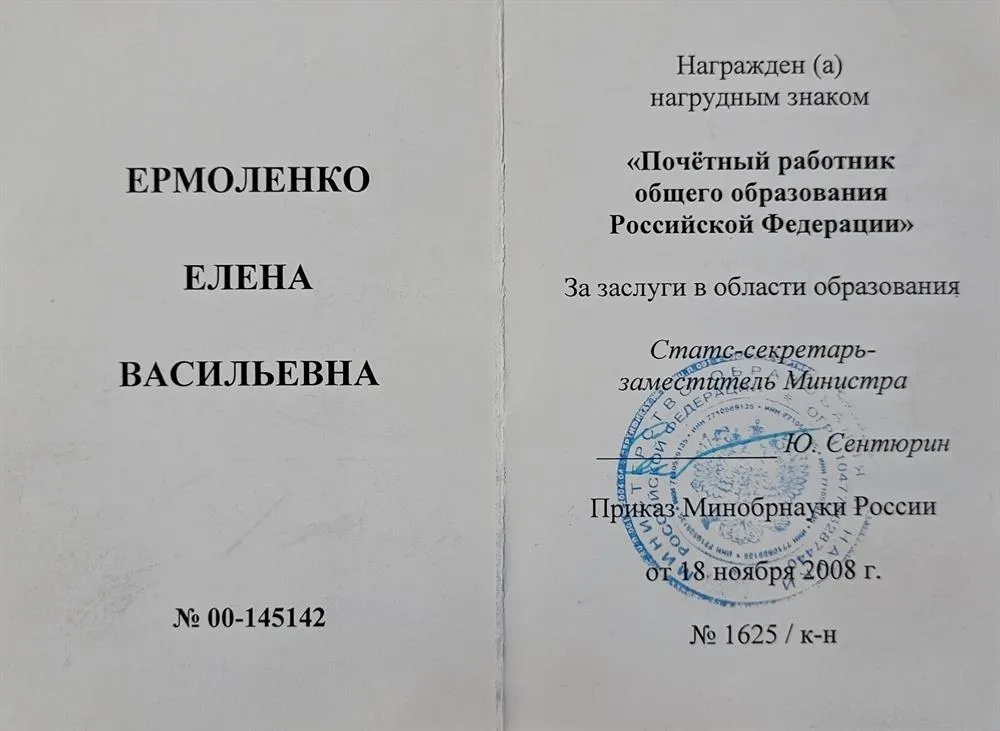 ЕРМОЛЕНКО
ЕЛЕНА
ВАСИЛЬЕВНА
№ 00-145142
Награжден (а)
нагрудным знаком
«Почётный работник
общего образования
Российской Федерации»
За заслуги в области образования
Статс-секретарь-
заместитель Министра
Ю. Сентюрин
Приказ Минобрнауки России
от 18 ноября 2008 г.
№ 1625 / к-н